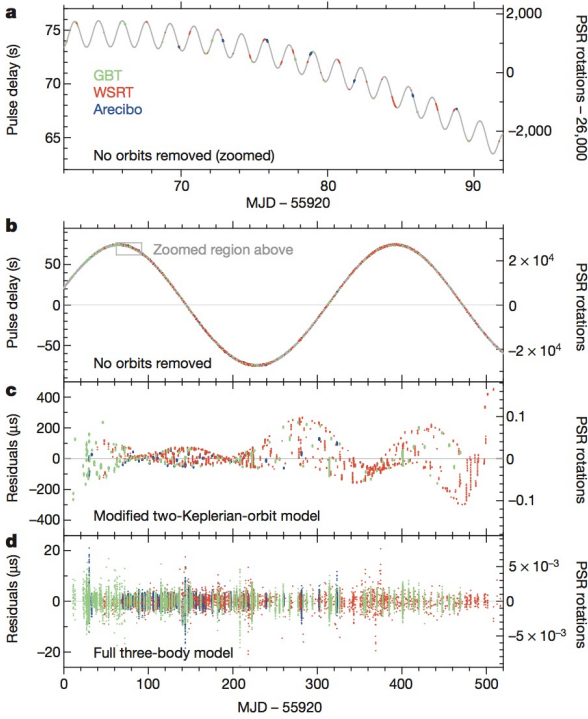 a
75
70
65
Pulse delay (s)
GBT
WSRT
Arecibo
No orbits removed (zoomed)
2,000
0
−2,000
PSR rotations – 26,000
70
80
90
MJD – 55920
b
50
0
−50
Pulse delay (s)
Zoomed region above
No orbits removed
2 × 10⁴
0
−2 × 10⁴
PSR rotations
c
400
200
0
−200
−400
Residuals (μs)
Modified two-Keplerian-orbit model
0.1
0
−0.1
PSR rotations
d
20
0
−20
Residuals (μs)
Full three-body model
5 × 10⁻³
0
−5 × 10⁻³
PSR rotations
0
100
200
300
400
500
MJD – 55920